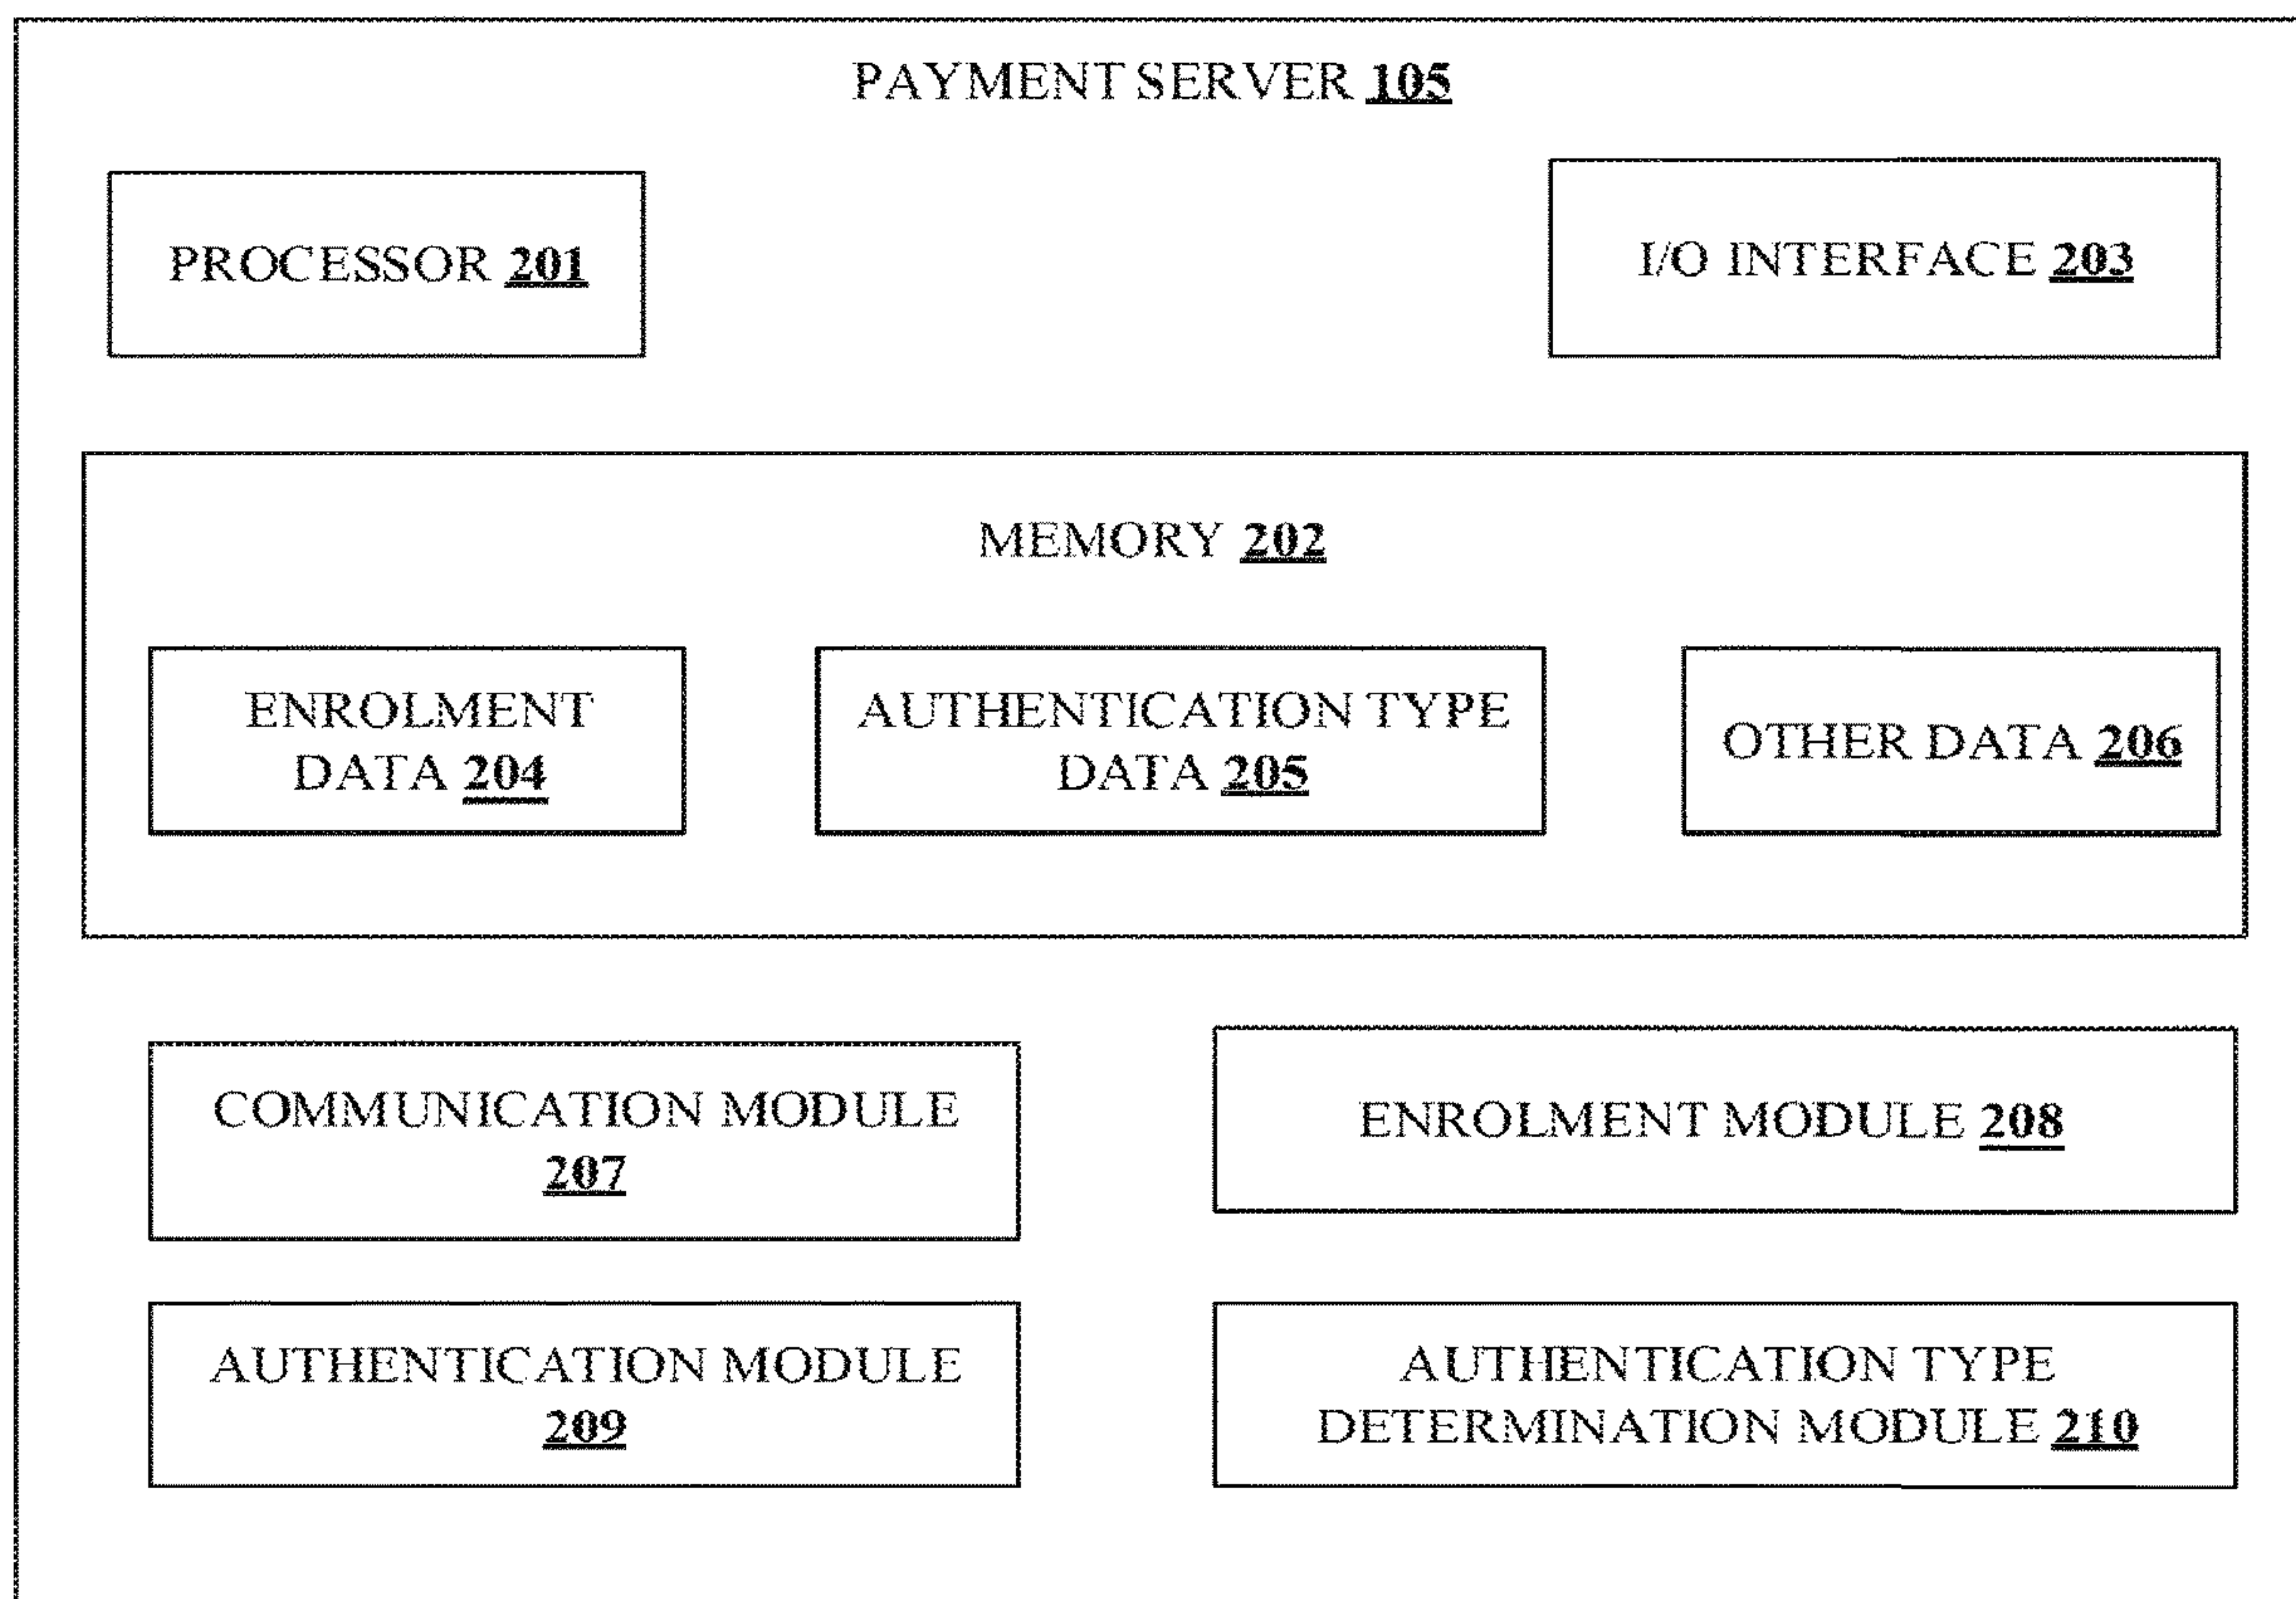 PAYMENT SERVER 105
PROCESSOR 201
I/O INTERFACE 203
MEMORY 202
ENROLMENT
DATA 204
AUTHENTICATION TYPE
DATA 205
OTHER DATA 206
COMMUNICATION MODULE
207
ENROLMENT MODULE 208
AUTHENTICATION MODULE
209
AUTHENTICATION TYPE
DETERMINATION MODULE 210